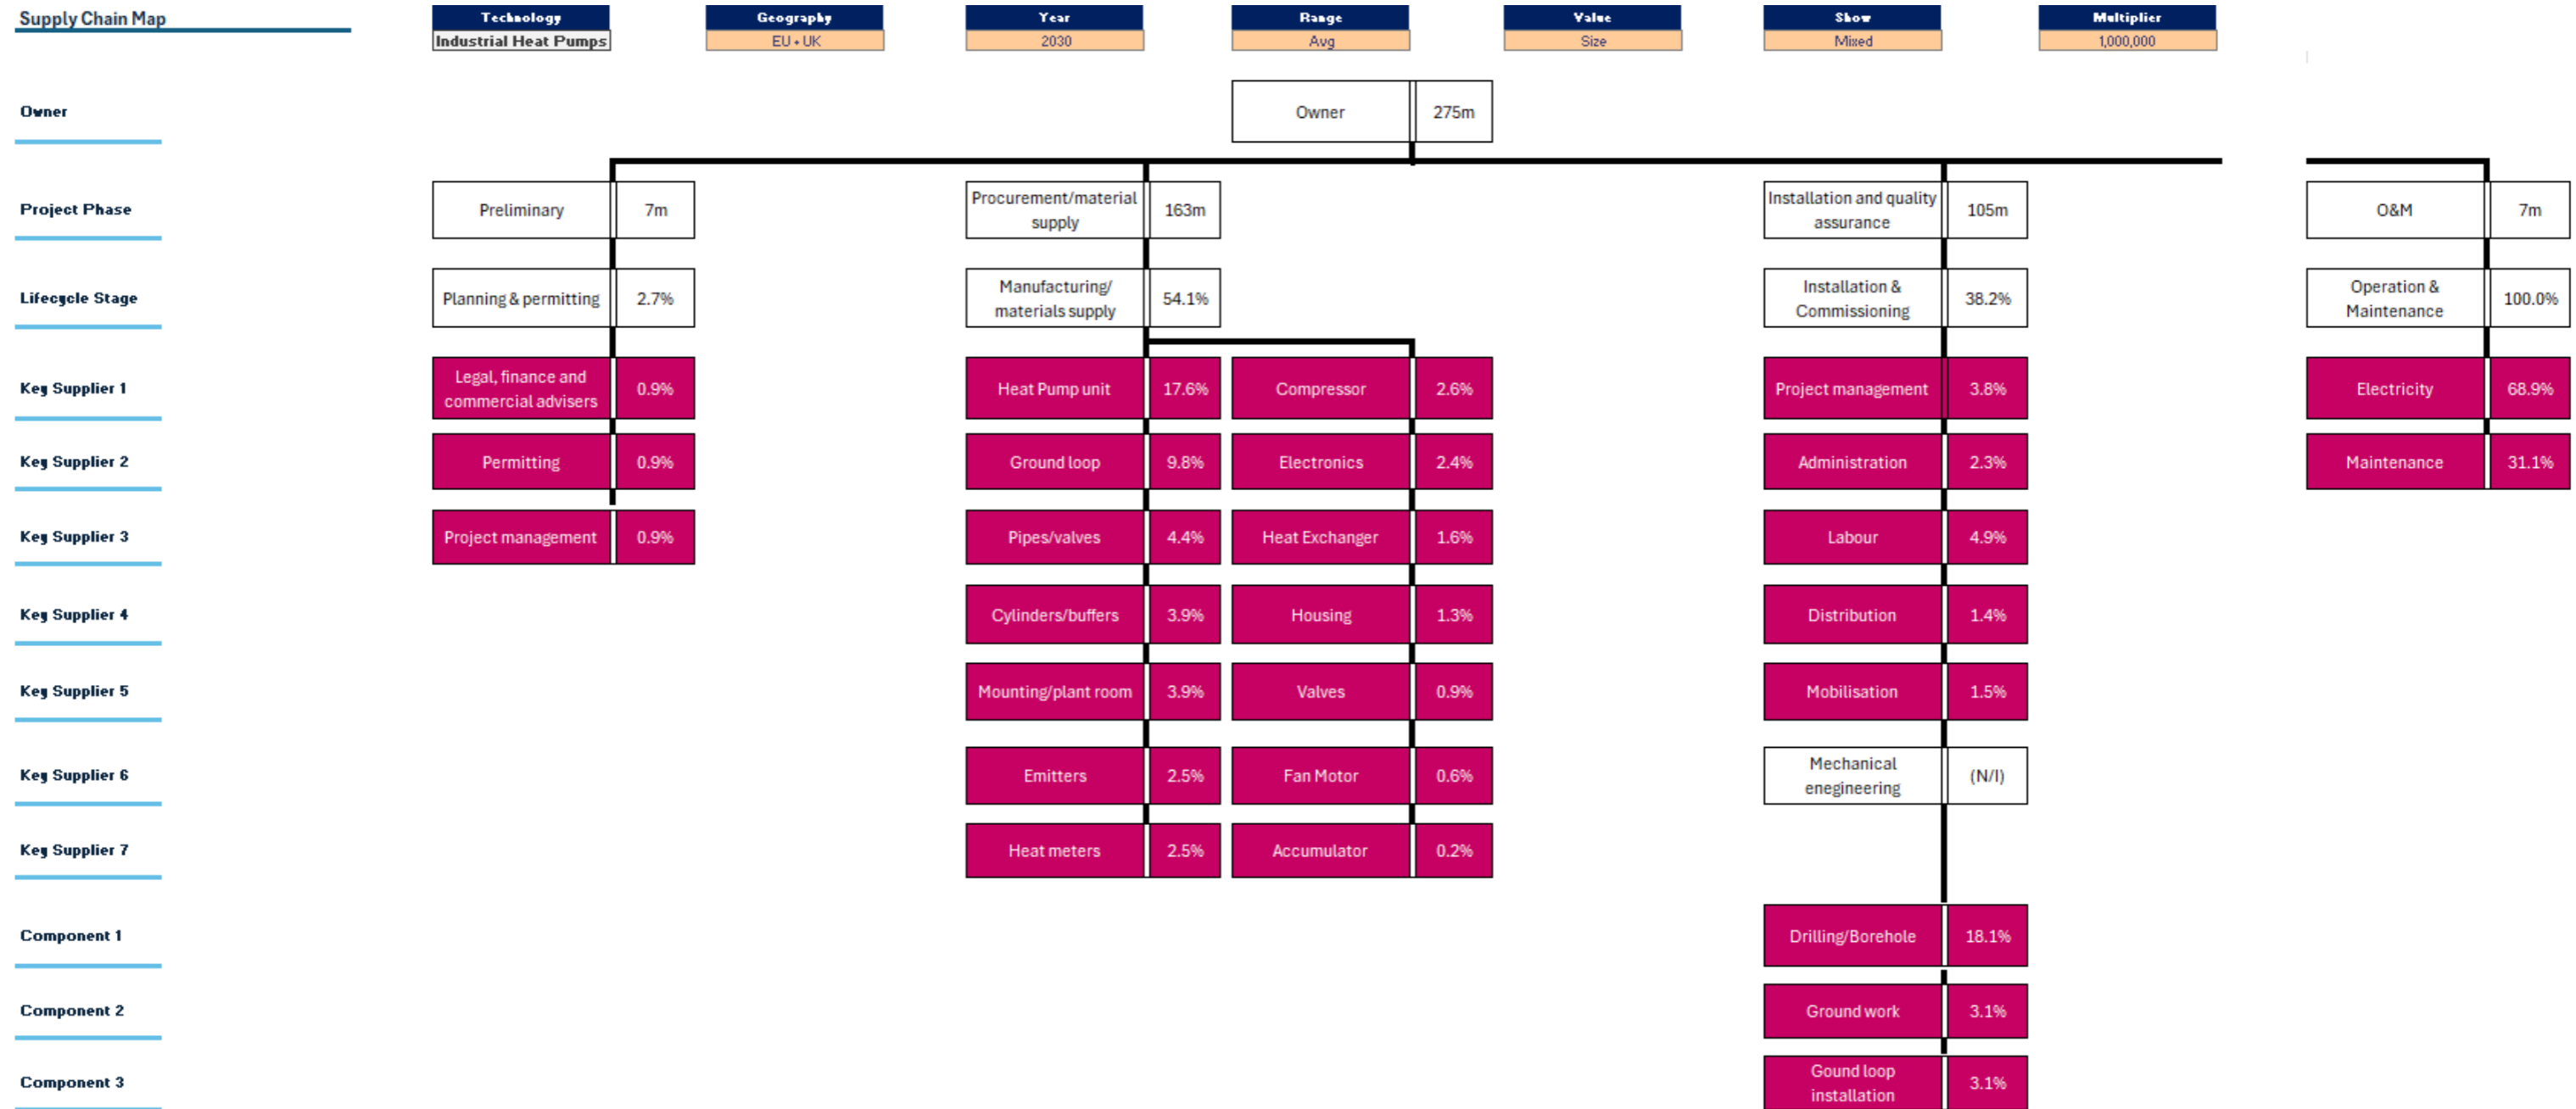 Supply Chain Map
Technology
Geography
Year
Range
Value
Show
Multiplier
Industrial Heat Pumps
EU + UK
2030
Avg
Size
Mixed
1,000,000
Owner
Owner
275m
Project Phase
Preliminary
7m
Procurement/material
supply
163m
Installation and quality
assurance
105m
O&M
7m
Lifecycle Stage
Planning & permitting
2.7%
Manufacturing/
materials supply
54.1%
Installation &
Commissioning
38.2%
Operation &
Maintenance
100.0%
Key Supplier 1
Legal, finance and
commercial advisers
0.9%
Heat Pump unit
17.6%
Compressor
2.6%
Project management
3.8%
Electricity
68.9%
Key Supplier 2
Permitting
0.9%
Ground loop
9.8%
Electronics
2.4%
Administration
2.3%
Maintenance
31.1%
Key Supplier 3
Project management
0.9%
Pipes/valves
4.4%
Heat Exchanger
1.6%
Labour
4.9%
Key Supplier 4
Cylinders/buffers
3.9%
Housing
1.3%
Distribution
1.4%
Key Supplier 5
Mounting/plant room
3.9%
Valves
0.9%
Mobilisation
1.5%
Key Supplier 6
Emitters
2.5%
Fan Motor
0.6%
Mechanical
enegineering
(N/I)
Key Supplier 7
Heat meters
2.5%
Accumulator
0.2%
Component 1
Drilling/Borehole
18.1%
Component 2
Ground work
3.1%
Component 3
Gound loop
installation
3.1%